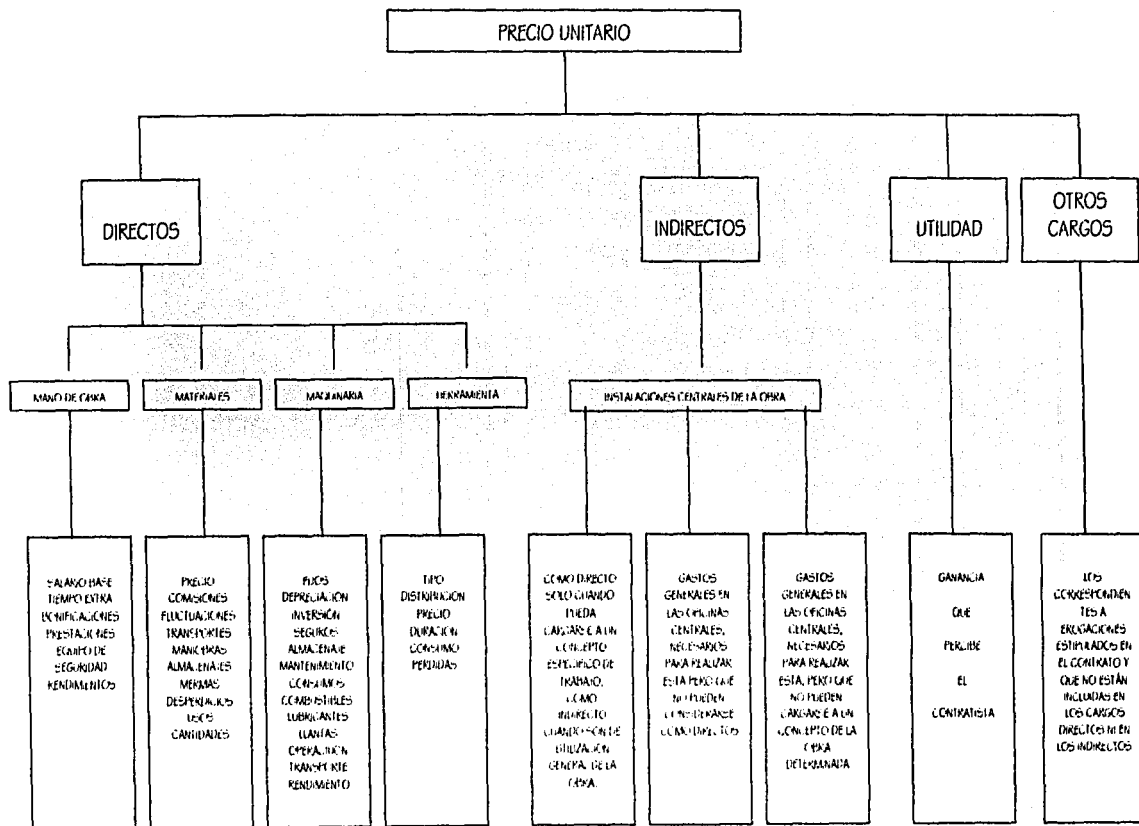 PRECIO UNITARIO
DIRECTOS
INDIRECTOS
UTILIDAD
OTROS
CARGOS
MANO DE OBRA
MATERIALES
MAQUINARIA
HERRAMIENTA
INSTALACIONES CENTRALES DE LA OBRA
SALARIO BASE
TIEMPO EXTRA
BONIFICACIONES
PRESTACIONES
EQUIPO DE
SEGURIDAD
RENDIMIENTOS
PRECIO
COMISIONES
FLUCTUACIONES
TRANSPORTES
MANIOBRAS
ALMACENAJES
MERMAS
DESPERDICIOS
USOS
CANTIDADES
FIJOS
DEPRECIACIÓN
INVERSIÓN
SEGUROS
ALMACENAJE
MANTENIMIENTO
CONSUMOS
COMBUSTIBLES
LUBRICANTES
LLANTAS
OPERACIÓN
TRANSPORTE
RENDIMIENTO
TIPO
DISTRIBUCIÓN
PRECIO
DURACIÓN
CONSUMO
PERDIDAS
COMO DIRECTO
SOLO CUANDO
PUEDA
CARGARSE A UN
CONCEPTO
ESPECIFICO DE
TRABAJO,
COMO
INDIRECTO
CUANDO SON DE
UTILIZACIÓN
GENERAL DE LA
OBRA.
GASTOS
GENERALES EN
LAS OFICINAS
CENTRALES,
NECESARIOS
PARA REALIZAR
ESTA PERO QUE
NO PUEDEN
CONSIDERARSE
COMO DIRECTOS
GASTOS
GENERALES EN
LAS OFICINAS
CENTRALES,
NECESARIOS
PARA REALIZAR
ESTA, PERO QUE
NO PUEDEN
CARGARSE A UN
CONCEPTO DE LA
OBRA
DETERMINADA
GANANCIA
QUE
PERCIBE
EL
CONTRATISTA
LOS
CORRESPONDIEN
TES A
EROGACIONES
ESTIPULADOS EN
EL CONTRATO Y
QUE NO ESTÁN
INCLUIDAS EN
LOS CARGOS
DIRECTOS NI EN
LOS INDIRECTOS